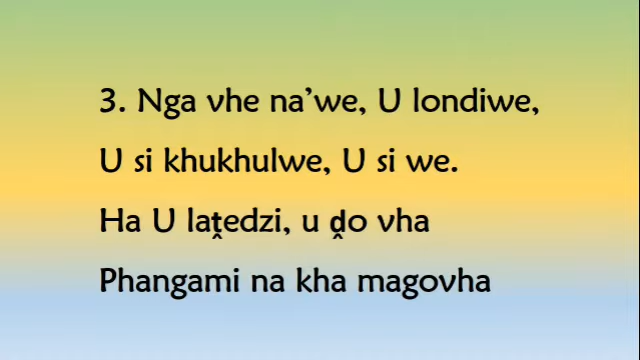 3. Nga vhe na’we, U londiwe,
U si khukhulwe, U si we.
Ha U laṱedzi, u ḓo vha
Phangami na kha magovha